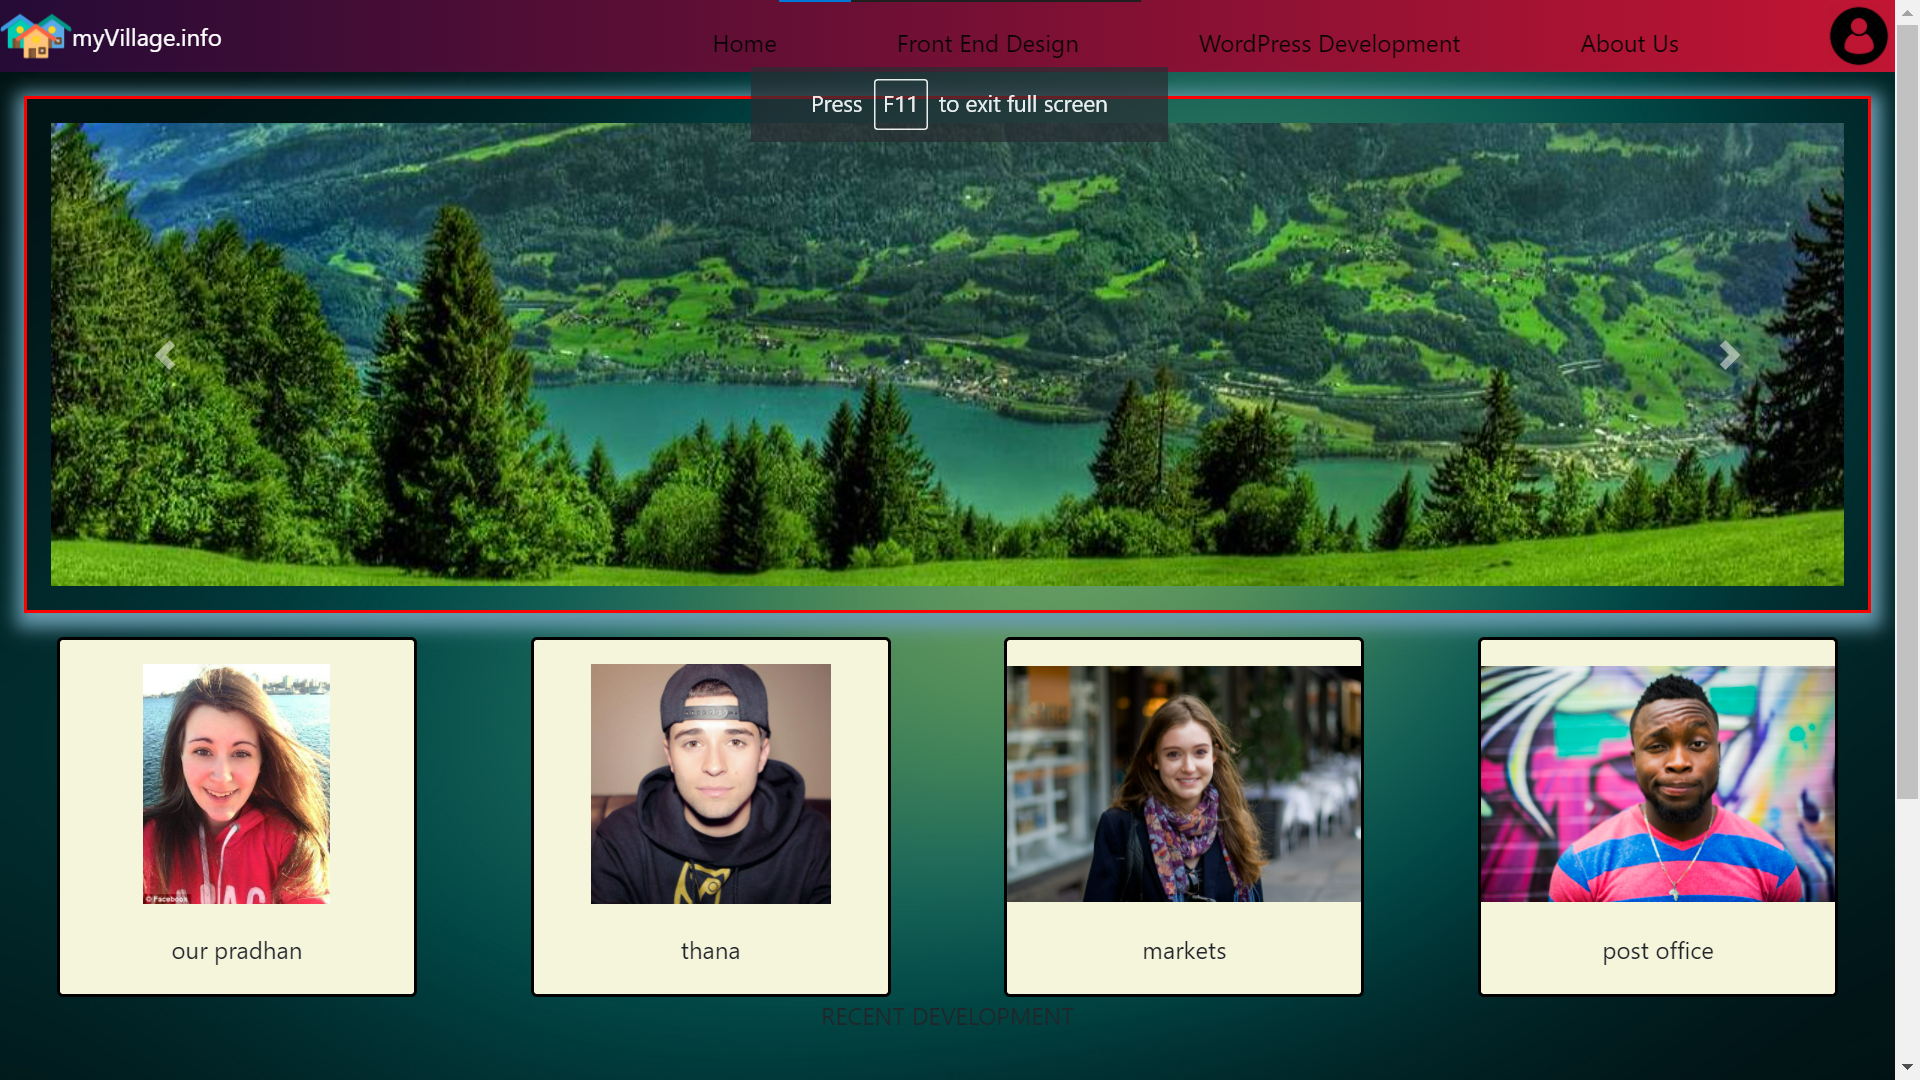 myVillage.info
Home Front End Design WordPress Development About Us
Press F11 to exit full screen
© Facebook
our pradhan thana markets post office
RECENT DEVELOPMENT